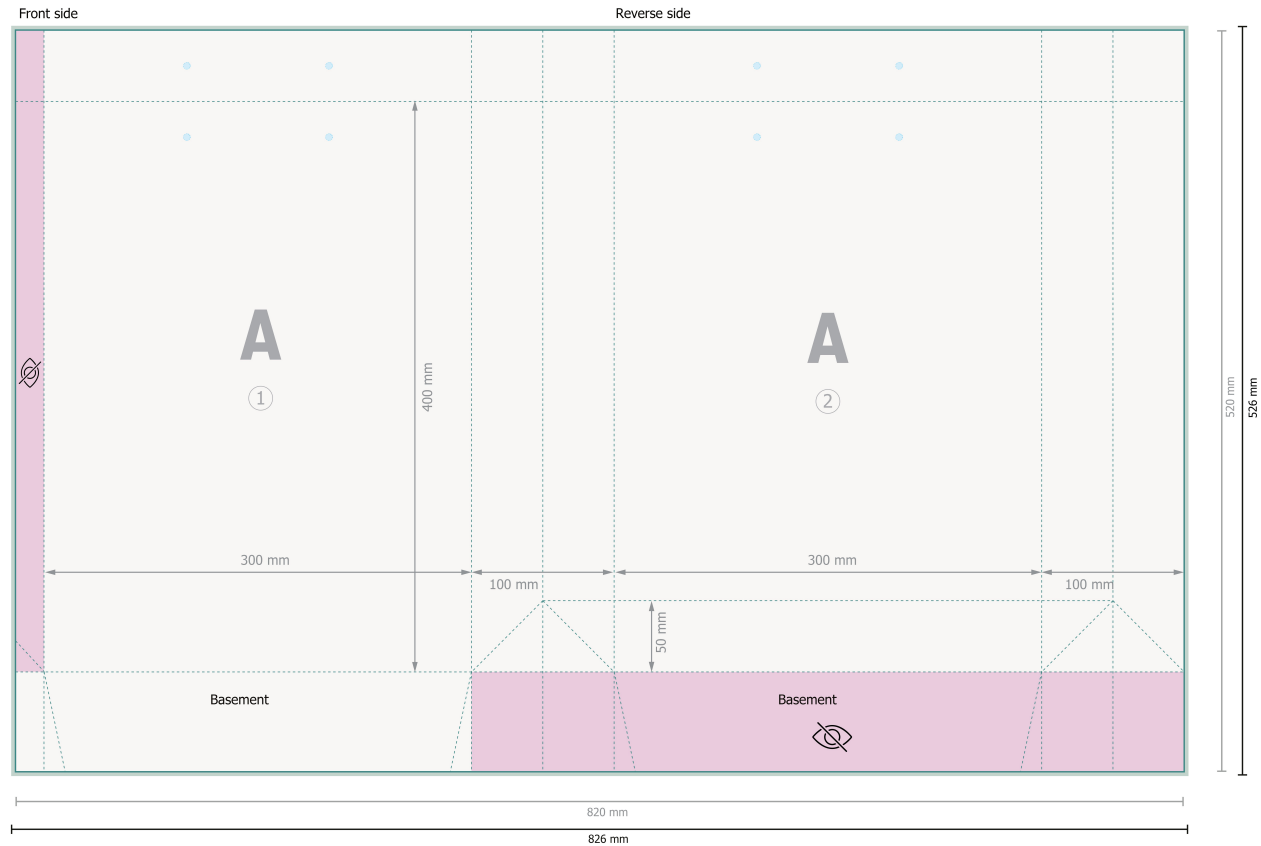 Front side
Reverse side
A
1
A
2
400 mm
520 mm
526 mm
300 mm
300 mm
100 mm
100 mm
50 mm
Basement
Basement
820 mm
826 mm